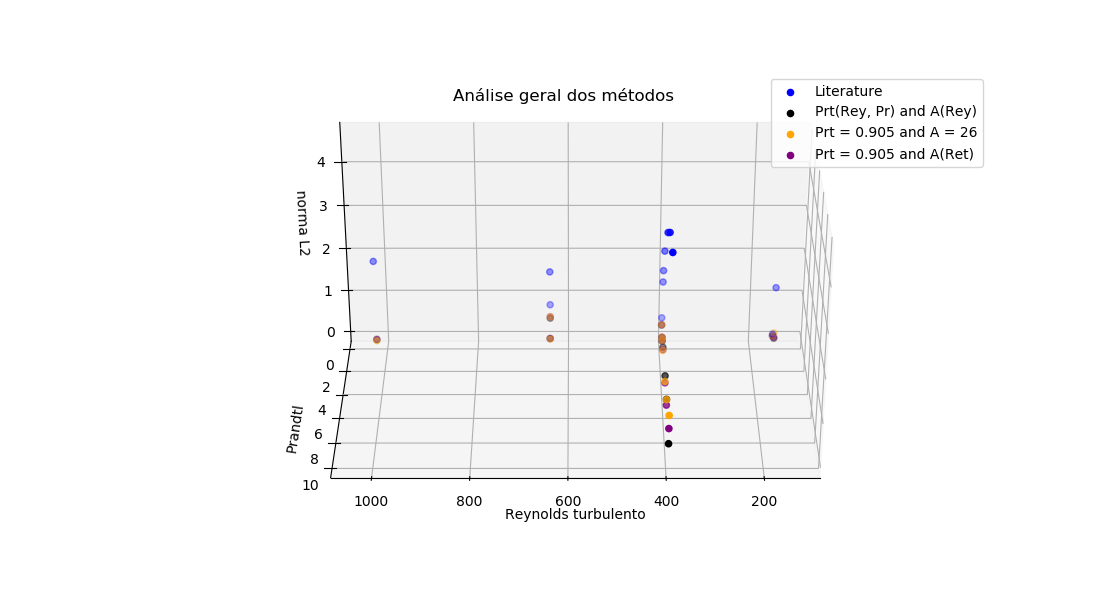 Análise geral dos métodos
Literature
Prt(Rey, Pr) and A(Rey)
Prt = 0.905 and A = 26
Prt = 0.905 and A(Ret)
norma L2
4
3
2
1
0
Prandtl
0
2
4
6
8
10
1000 800 600 400 200
Reynolds turbulento